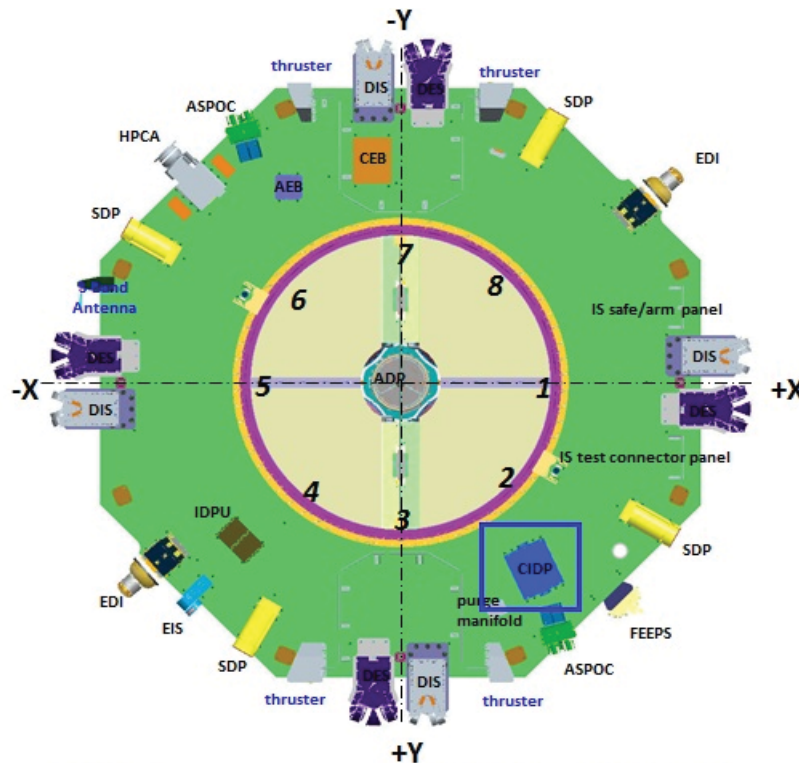 -Y
thruster
DIS
DES
thruster
ASPOC
SDP
HPCA
CEB
EDI
AEB
SDP
7
8
6
S-Band
Antenna
IS safe/arm panel
DES
DIS
-X
5
ADP
1
+X
DIS
DES
IS test connector panel
2
4
3
IDPU
CIDP
SDP
EDI
EIS
purge
manifold
FEEPS
SDP
ASPOC
DES
DIS
thruster
thruster
+Y